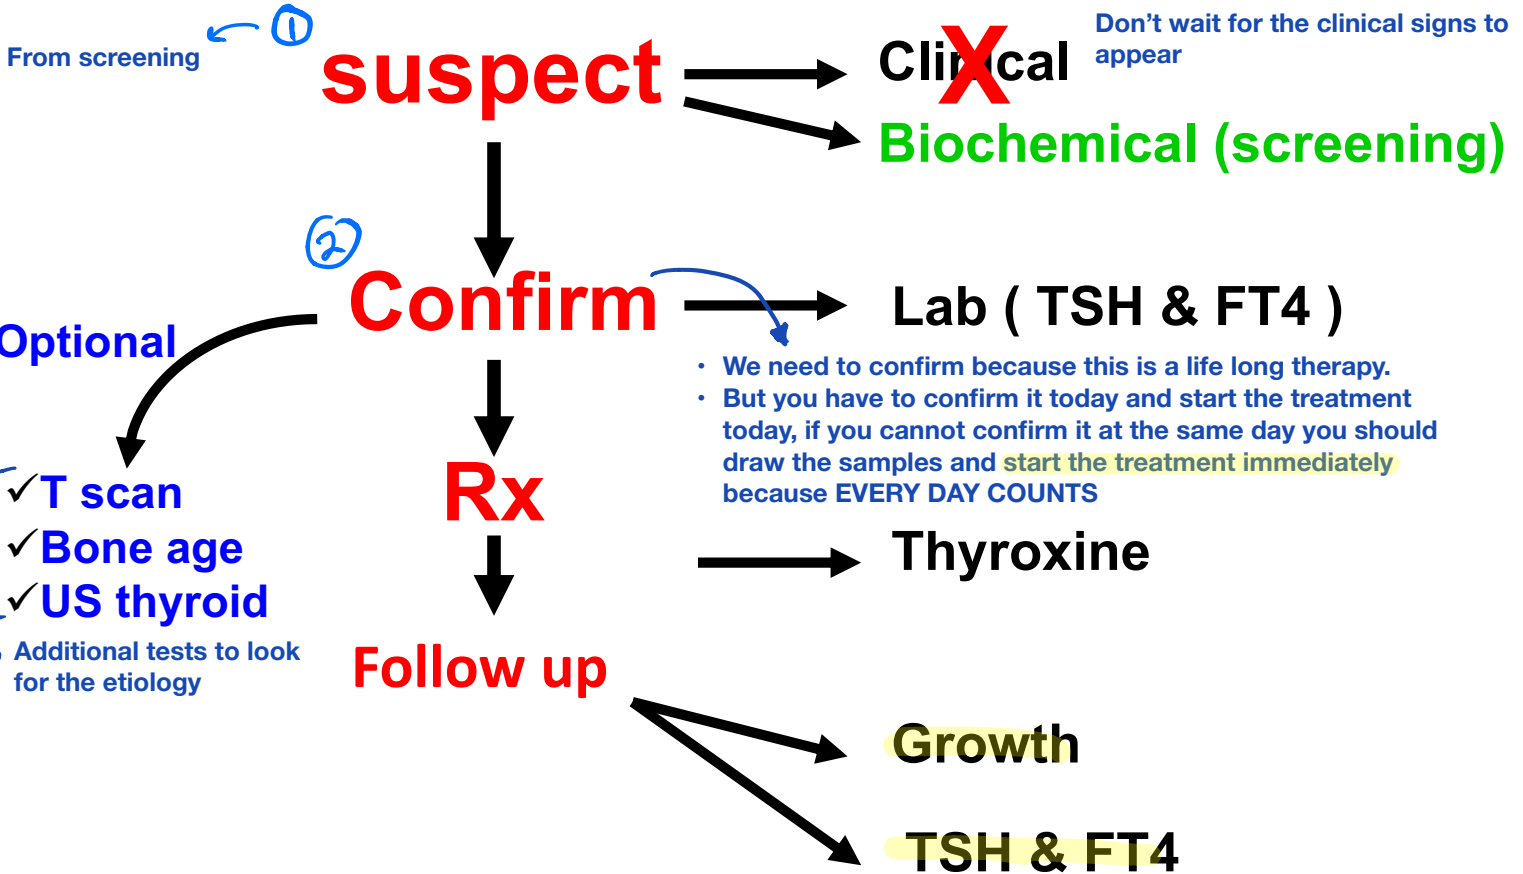 From screening
1
suspect
Clinical
X
Don’t wait for the clinical signs to
appear
Biochemical (screening)
2
Confirm
Lab ( TSH & FT4 )
Optional
• We need to confirm because this is a life long therapy.
• But you have to confirm it today and start the treatment
today, if you cannot confirm it at the same day you should
draw the samples and start the treatment immediately
because EVERY DAY COUNTS
✓T scan
✓Bone age
✓US thyroid
Additional tests to look
for the etiology
Rx
Thyroxine
Follow up
Growth
TSH & FT4